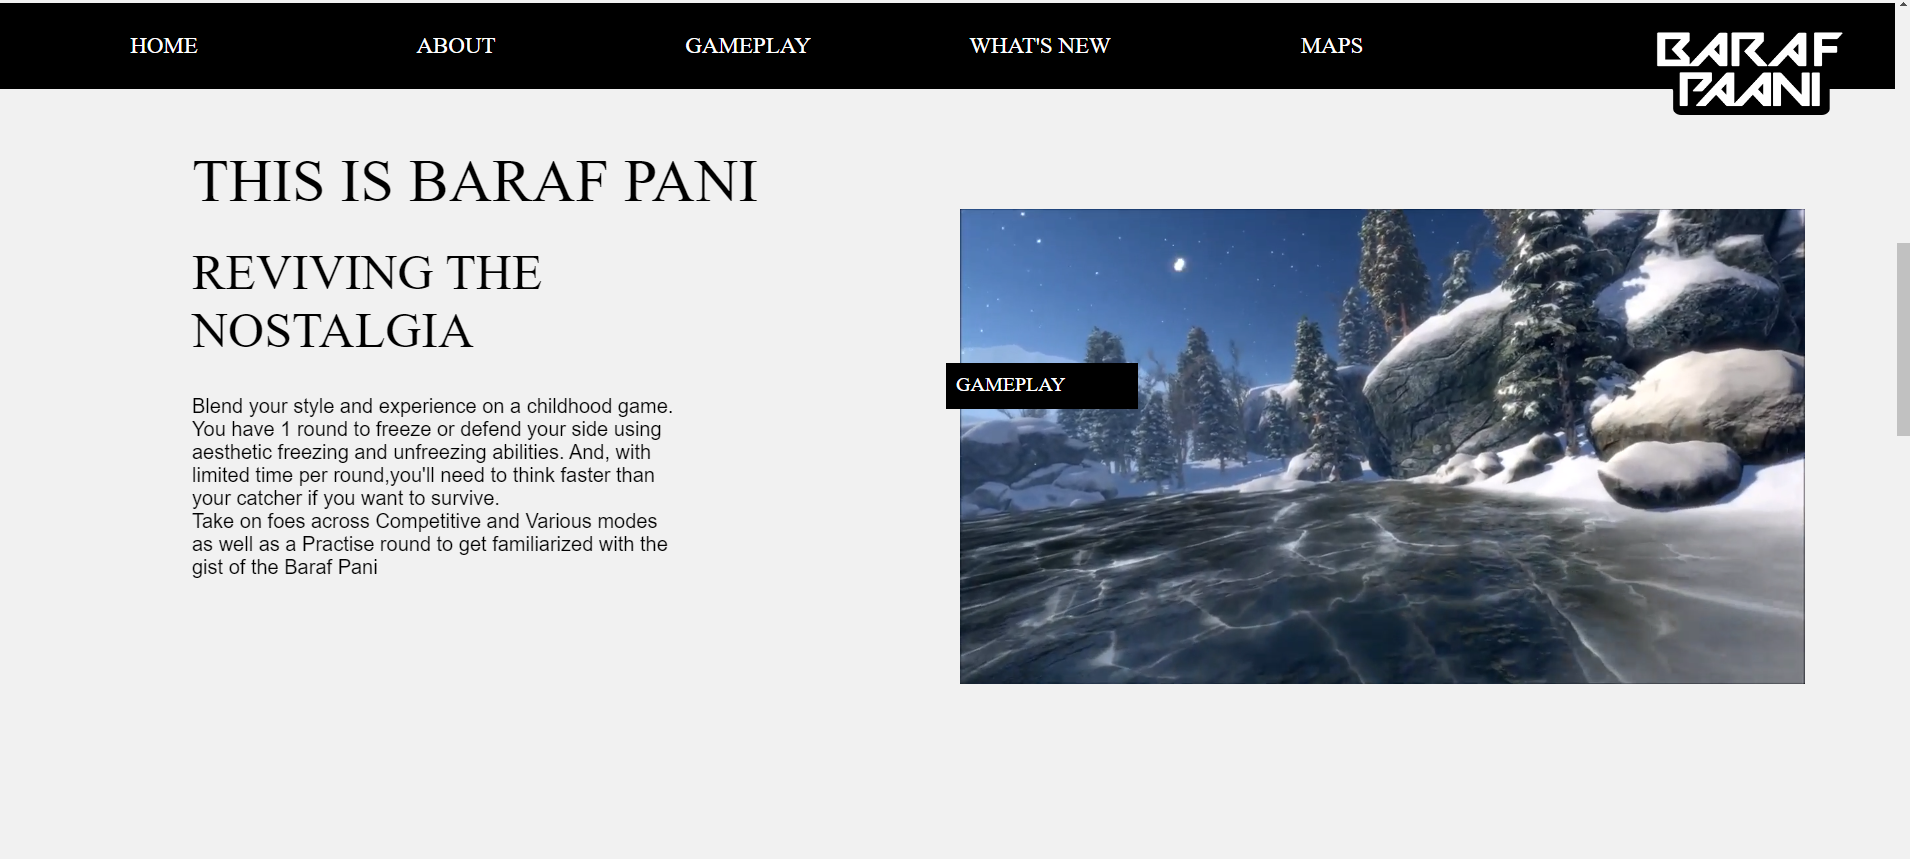 HOME
ABOUT
GAMEPLAY
WHAT'S NEW
MAPS
BARAF
PAANI
THIS IS BARAF PANI
REVIVING THE
NOSTALGIA
Blend your style and experience on a childhood game.
You have 1 round to freeze or defend your side using
aesthetic freezing and unfreezing abilities. And, with
limited time per round,you'll need to think faster than
your catcher if you want to survive.
Take on foes across Competitive and Various modes
as well as a Practise round to get familiarized with the
gist of the Baraf Pani
GAMEPLAY